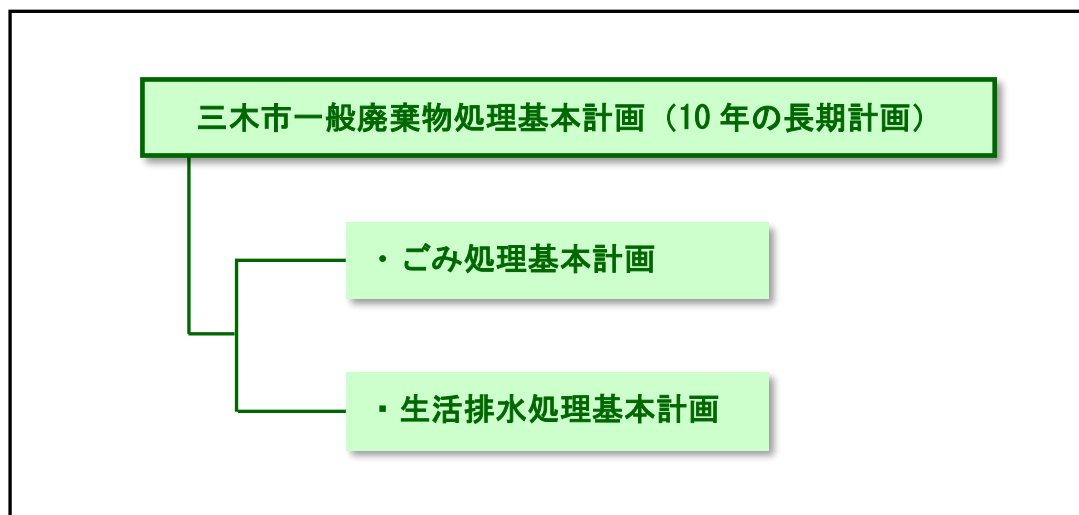 三木市一般廃棄物処理基本計画（10 年の長期計画）
・ごみ処理基本計画
・生活排水処理基本計画